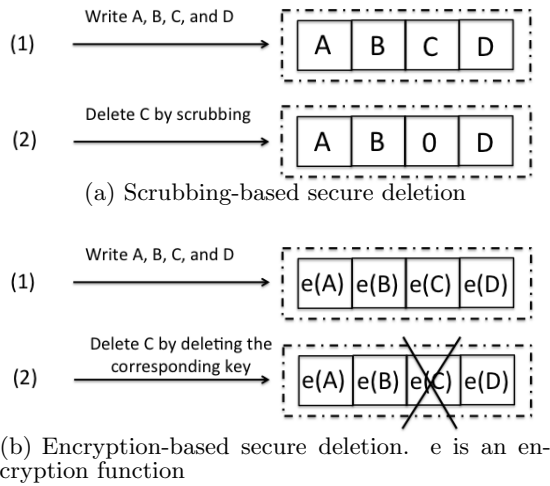 Write A, B, C, and D
(1) A B C D
Delete C by scrubbing
(2) A B 0 D
(a) Scrubbing-based secure deletion
Write A, B, C, and D
(1) e(A) e(B) e(C) e(D)
Delete C by deleting the
corresponding key
(2) e(A) e(B) e(C) e(D)
(b) Encryption-based secure deletion. e is an en-
cryption function